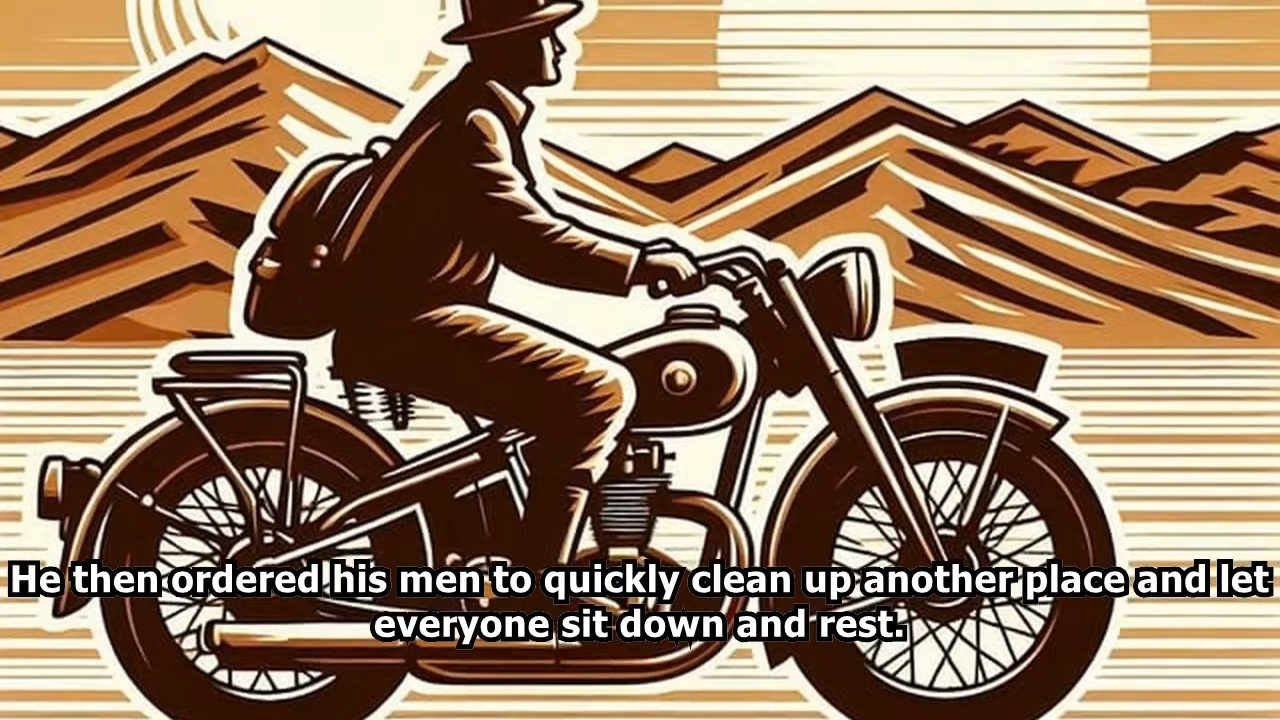 He then ordered his men to quickly clean up another place and let
everyone sit down and rest.